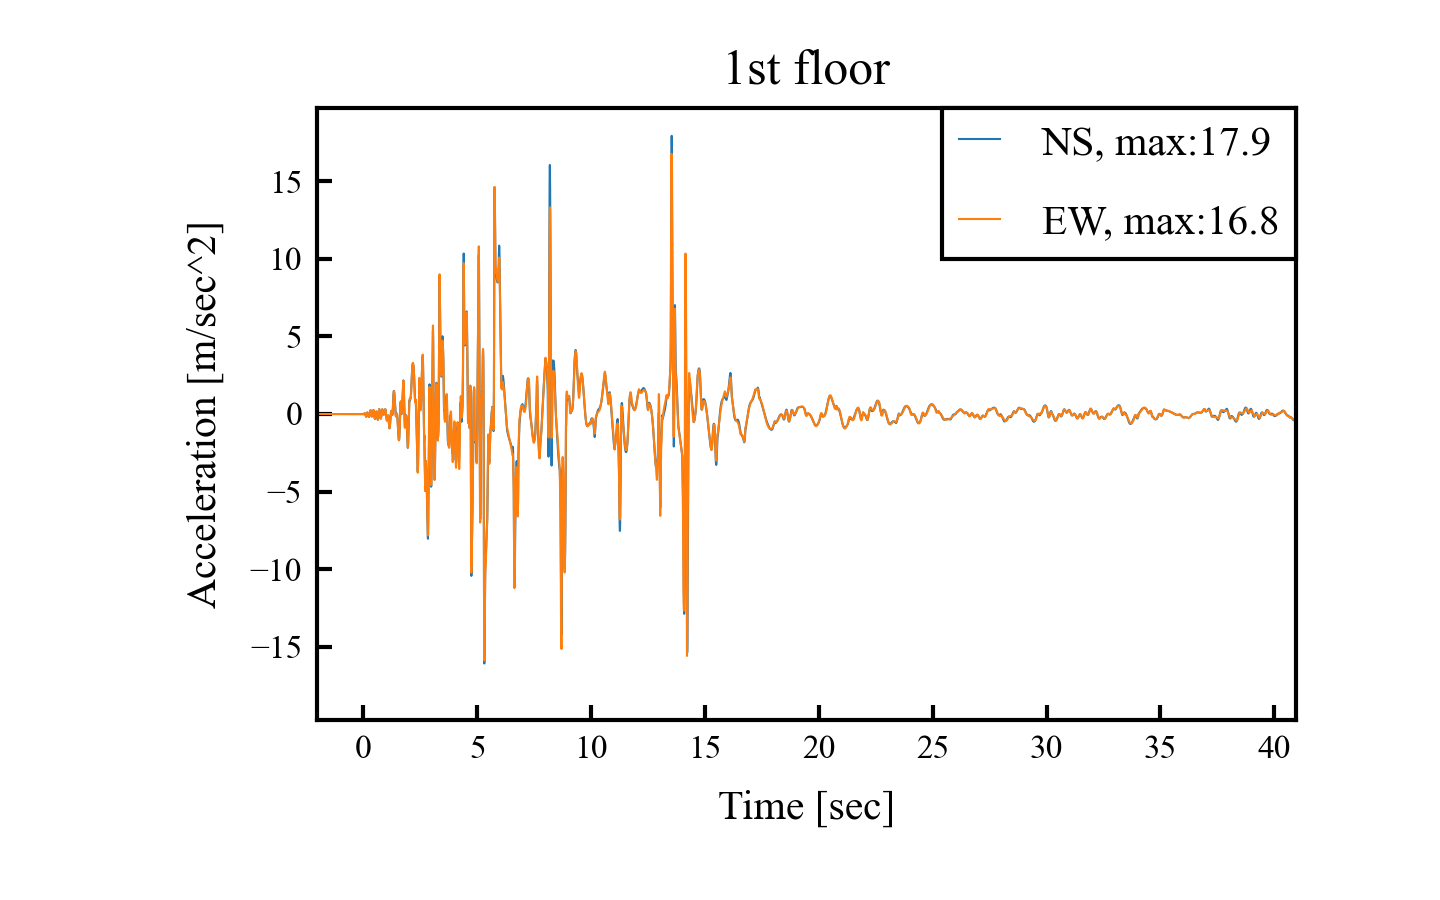 1st floor
NS, max:17.9
EW, max:16.8
Acceleration [m/sec^2]
15
10
5
0
−5
−10
−15
0 5 10 15 20 25 30 35 40
Time [sec]